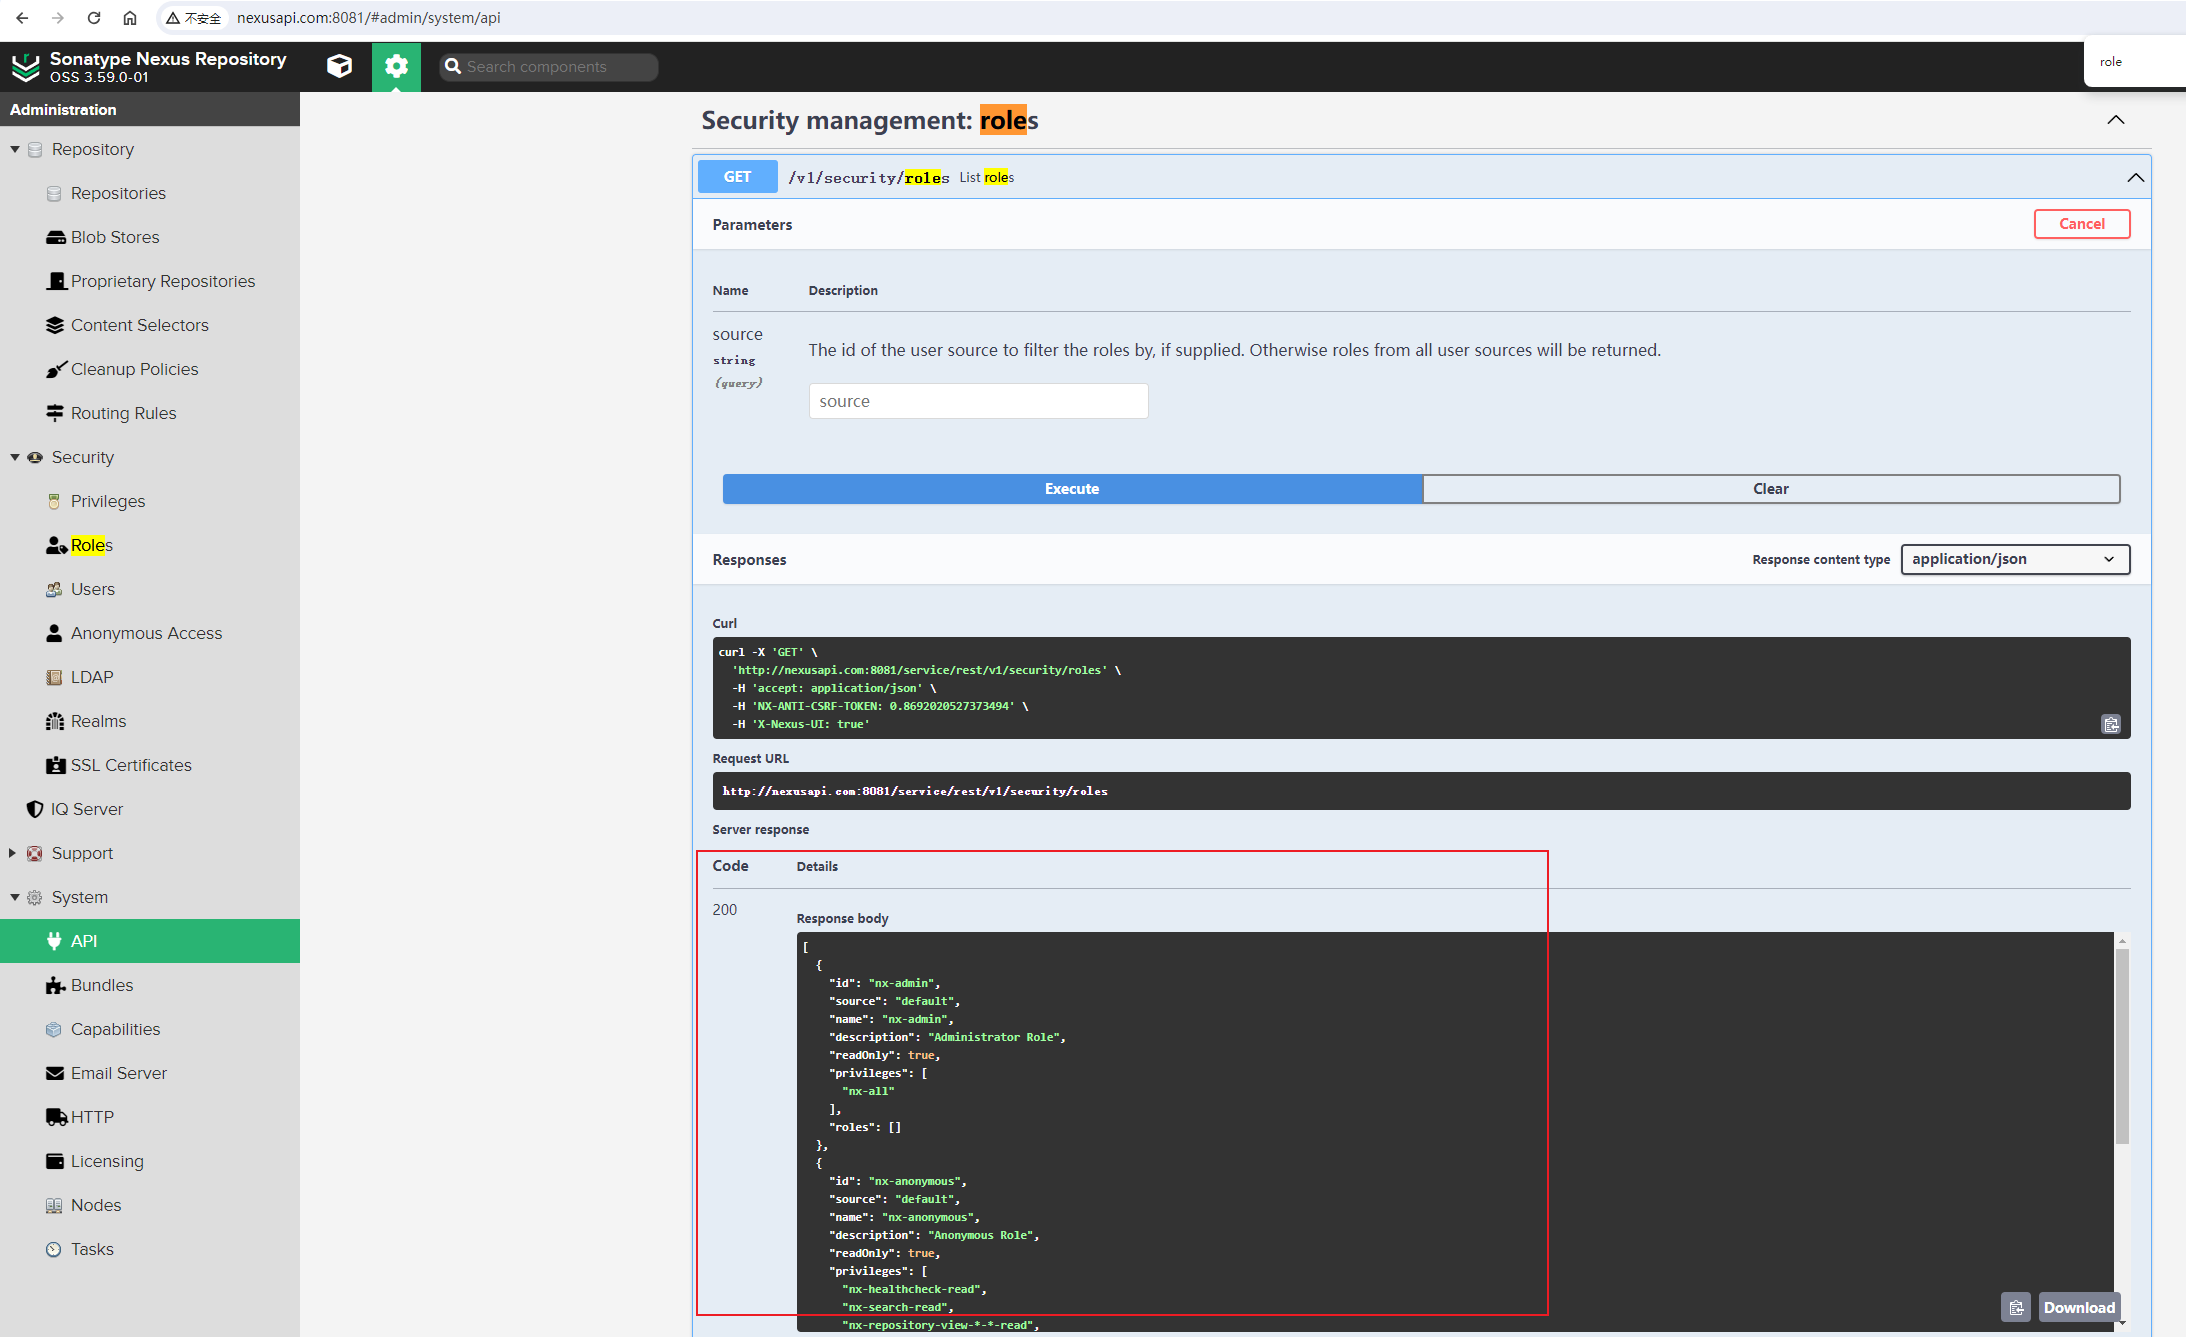 不安全
nexusapi.com:8081/#admin/system/api
Sonatype Nexus Repository
OSS 3.59.0-01
Search components
role
Administration
Repository
Repositories
Blob Stores
Proprietary Repositories
Content Selectors
Cleanup Policies
Routing Rules
Security
Privileges
Roles
Users
Anonymous Access
LDAP
Realms
SSL Certificates
IQ Server
Support
System
API
Bundles
Capabilities
Email Server
HTTP
Licensing
Nodes
Tasks
Security management: roles
GET /v1/security/roles List roles
Parameters
Cancel
Name Description
source
string
(query)
The id of the user source to filter the roles by, if supplied. Otherwise roles from all user sources will be returned.
source
Execute
Clear
Responses
Response content type
application/json
Curl
curl -X 'GET' \
'http://nexusapi.com:8081/service/rest/v1/security/roles' \
-H 'accept: application/json' \
-H 'NX-ANTI-CSRF-TOKEN: 0.8692020527373494' \
-H 'X-Nexus-UI: true'
Request URL
http://nexusapi.com:8081/service/rest/v1/security/roles
Server response
Code Details
200
Response body
[
{
"id": "nx-admin",
"source": "default",
"name": "nx-admin",
"description": "Administrator Role",
"readOnly": true,
"privileges": [
"nx-all"
],
"roles": []
},
{
"id": "nx-anonymous",
"source": "default",
"name": "nx-anonymous",
"description": "Anonymous Role",
"readOnly": true,
"privileges": [
"nx-healthcheck-read",
"nx-search-read",
"nx-repository-view-*-*-read",
Download